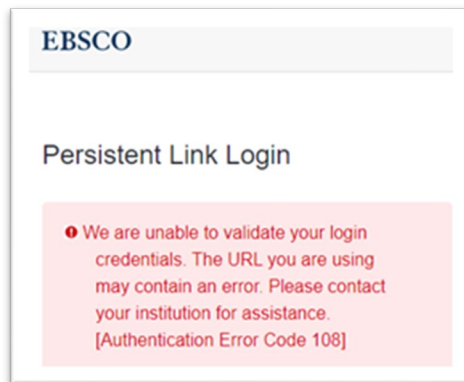 EBSCO
Persistent Link Login
We are unable to validate your login
credentials. The URL you are using
may contain an error. Please contact
your institution for assistance.
[Authentication Error Code 108]